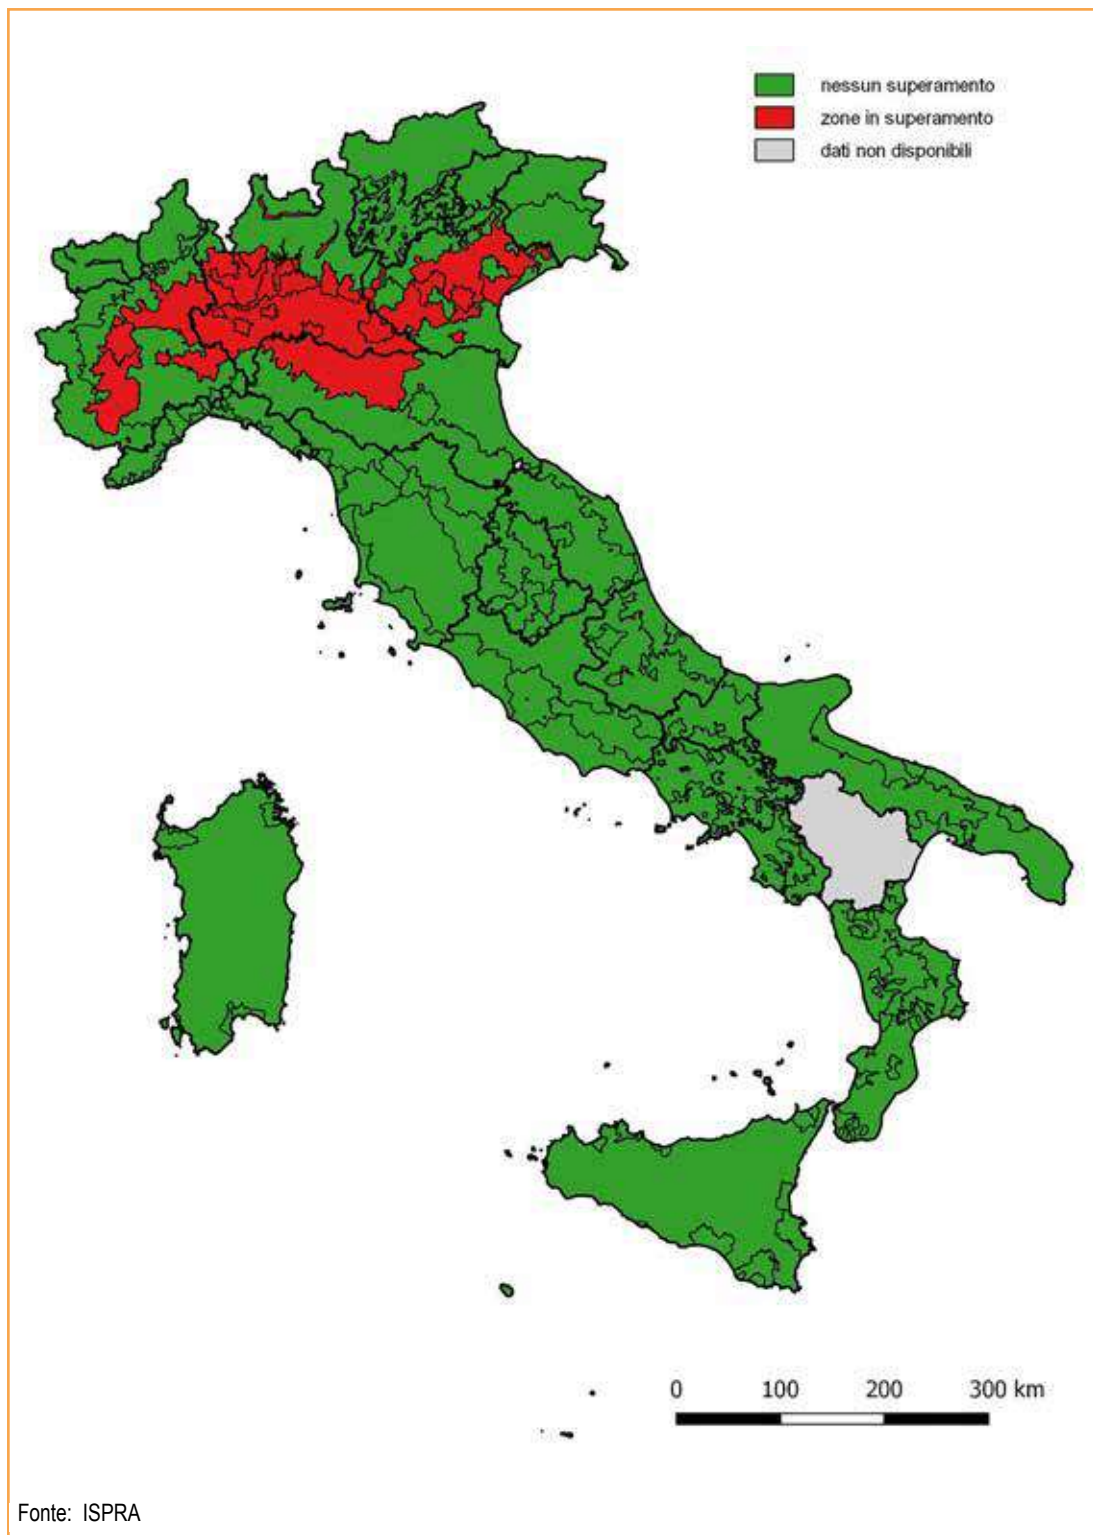 nessun superamento
zone in superamento
dati non disponibili
0 100 200 300 km
Fonte: ISPRA